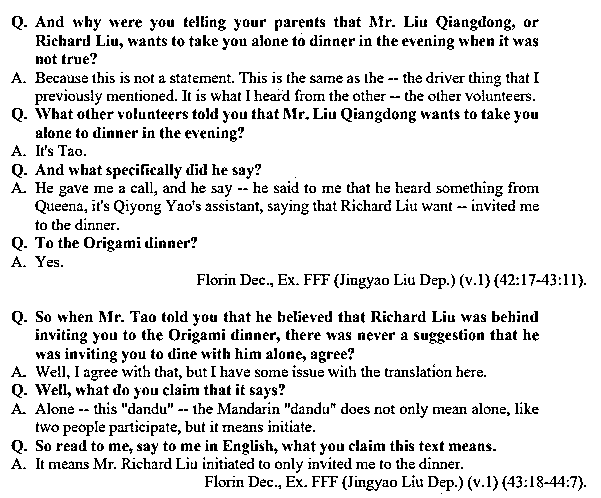 Q. And why were you telling your parents that Mr. Liu Qiangdong, or
Richard Liu, wants to take you alone to dinner in the evening when it was
not true?
A. Because this is not a statement. This is the same as the -- the driver thing that I
previously mentioned. It is what I heard from the other -- the other volunteers.
Q. What other volunteers told you that Mr. Liu Qiangdong wants to take you
alone to dinner in the evening?
A. It's Tao.
Q. And what specifically did he say?
A. He gave me a call, and he say -- he said to me that he heard something from
Queena, it's Qiyong Yao's assistant, saying that Richard Liu want -- invited me
to the dinner.
Q. To the Origami dinner?
A. Yes.
Florin Dec., Ex. FFF (Jingyao Liu Dep.) (v.1) (42:17-43:11).
Q. So when Mr. Tao told you that he believed that Richard Liu was behind
inviting you to the Origami dinner, there was never a suggestion that he
was inviting you to dine with him alone, agree?
A. Well, I agree with that, but I have some issue with the translation here.
Q. Well, what do you claim that it says?
A. Alone -- this "dandu" -- the Mandarin "dandu" does not only mean alone, like
two people participate, but it means initiate.
Q. So read to me, say to me in English, what you claim this text means.
A. It means Mr. Richard Liu initiated to only invited me to the dinner.
Florin Dec., Ex. FFF (Jingyao Liu Dep.) (v.1) (43:18-44:7).